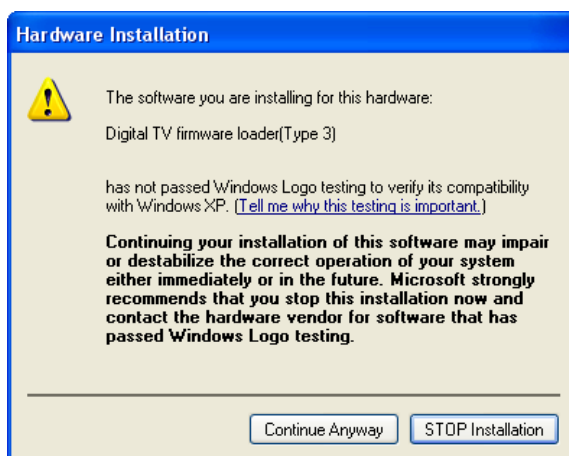 Hardware Installation
The software you are installing for this hardware:
Digital TV firmware loader(Type 3)
has not passed Windows Logo testing to verify its compatibility
with Windows XP. (Tell me why this testing is important.)
Continuing your installation of this software may impair
or destabilize the correct operation of your system
either immediately or in the future. Microsoft strongly
recommends that you stop this installation now and
contact the hardware vendor for software that has
passed Windows Logo testing.
Continue Anyway
STOP Installation